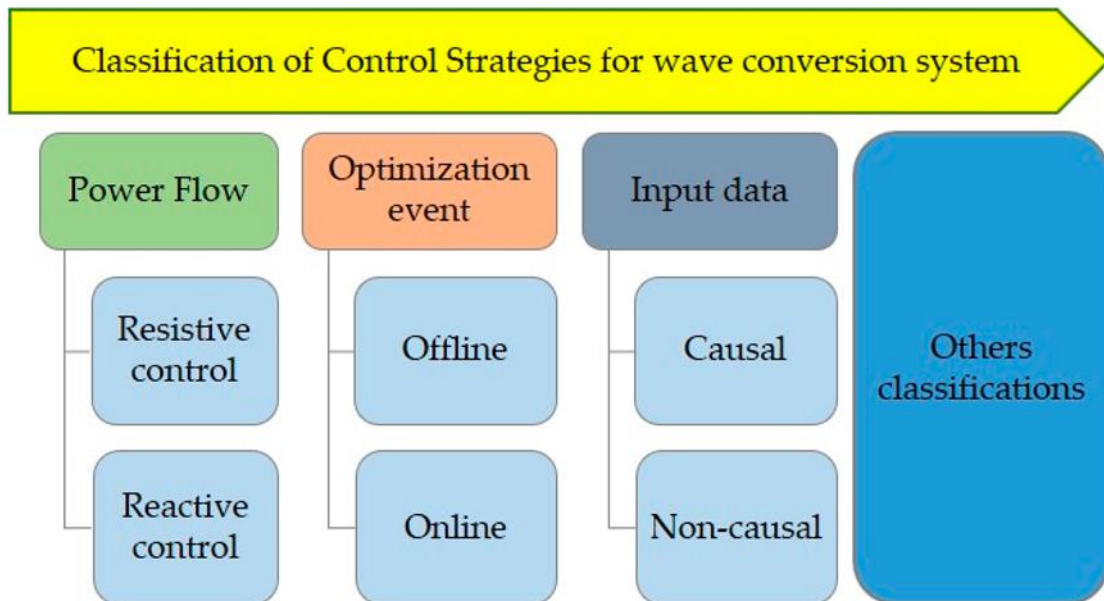 Classification of Control Strategies for wave conversion system
Power Flow
Resistive
control
Reactive
control
Optimization
event
Offline
Online
Input data
Causal
Non-causal
Others
classifications